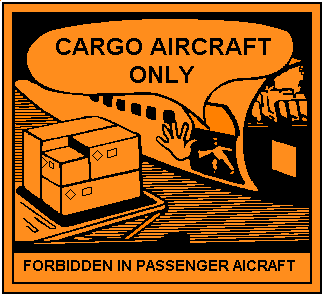 CARGO AIRCRAFT
ONLY
FORBIDDEN IN PASSENGER AICRAFT